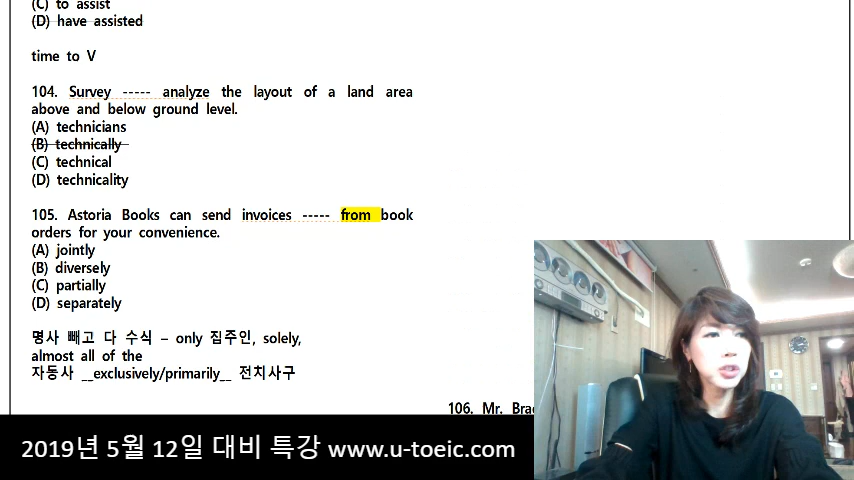 (C) to assist
(D) have assisted
time to V
104. Survey ----- analyze the layout of a land area
above and below ground level.
(A) technicians
(B) technically
(C) technical
(D) technicality
105. Astoria Books can send invoices ----- from book
orders for your convenience.
(A) jointly
(B) diversely
(C) partially
(D) separately
명사 빼고 다 수식 – only 집주인, solely,
almost all of the
자동사 __exclusively/primarily__ 전치사구
106. Mr.
2019년 5월 12일 대비 특강 www.u-toeic.com